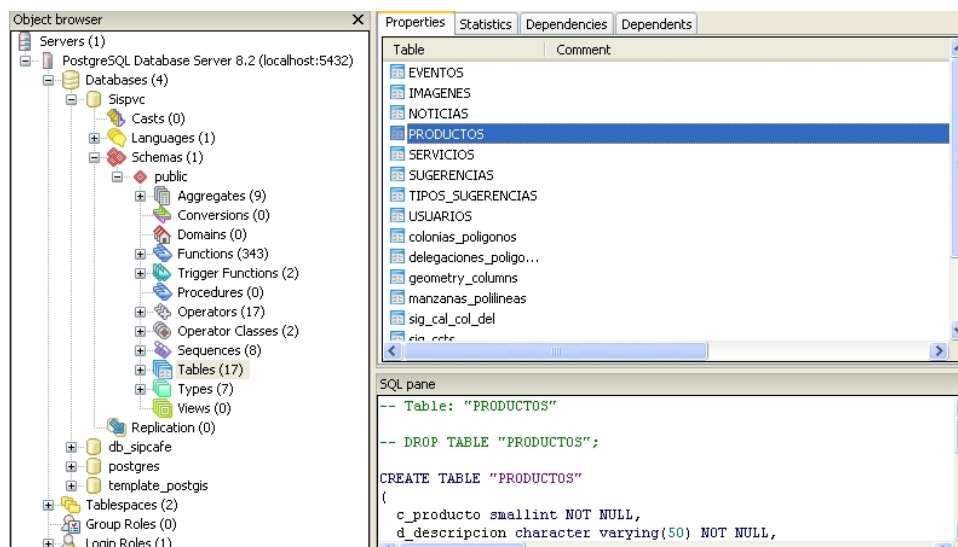 Object browser
Servers (1)
PostgreSQL Database Server 8.2 (localhost:5432)
Databases (4)
Sispvc
Casts (0)
Languages (1)
Schemas (1)
public
Aggregates (9)
Conversions (0)
Domains (0)
Functions (343)
Trigger Functions (2)
Procedures (0)
Operators (17)
Operator Classes (2)
Sequences (8)
Tables (17)
Types (7)
Views (0)
Replication (0)
db_sipcafe
postgres
template_postgis
Tablespaces (2)
Group Roles (0)
Login Roles (1)
Properties Statistics Dependencies Dependents
Table Comment
EVENTOS
IMAGENES
NOTICIAS
PRODUCTOS
SERVICIOS
SUGERENCIAS
TIPOS_SUGERENCIAS
USUARIOS
colonias_poligonos
delegaciones_poligo...
geometry_columns
manzanas_polilineas
sig_cal_col_del
sig_ccts
SQL pane
-- Table: "PRODUCTOS"
-- DROP TABLE "PRODUCTOS";
CREATE TABLE "PRODUCTOS"
(
c_producto smallint NOT NULL,
d_descripcion character varying(50) NOT NULL,